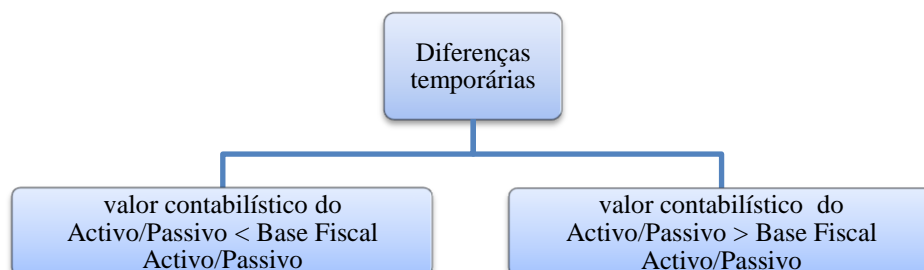 Diferenças
temporárias
valor contabilístico do
Activo/Passivo < Base Fiscal
Activo/Passivo
valor contabilístico do
Activo/Passivo > Base Fiscal
Activo/Passivo